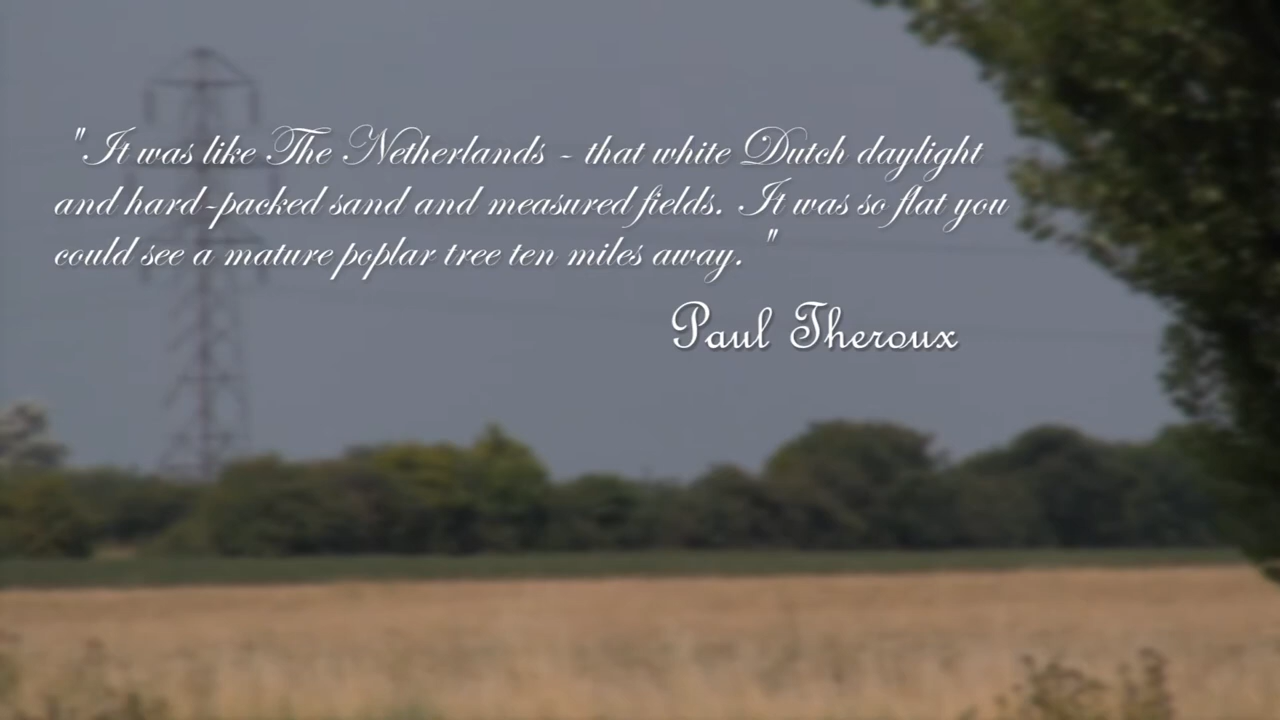 "It was like The Netherlands - that white Dutch daylight
and hard-packed sand and measured fields. It was so flat you
could see a mature poplar tree ten miles away. "
Paul Theroux